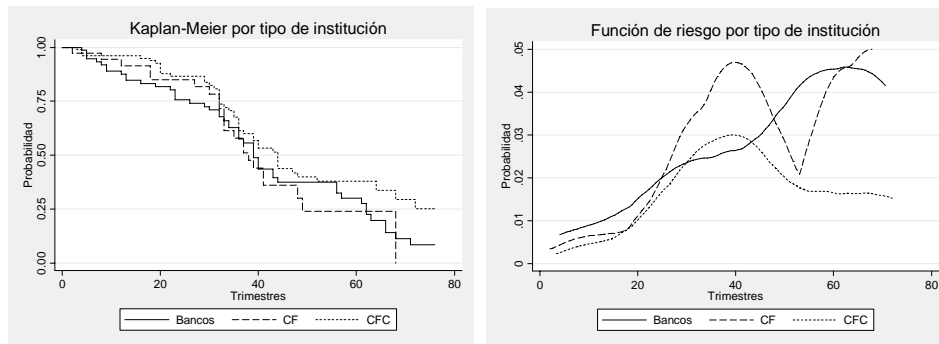 Kaplan-Meier por tipo de institución
1.00
0.75
0.50
0.25
0.00
Probabilidad
0 20 40 60 80
Trimestres
Bancos CF CFC
Función de riesgo por tipo de institución
.05
.04
.03
.02
.01
0
Probabilidad
0 20 40 60 80
Trimestres
Bancos CF CFC